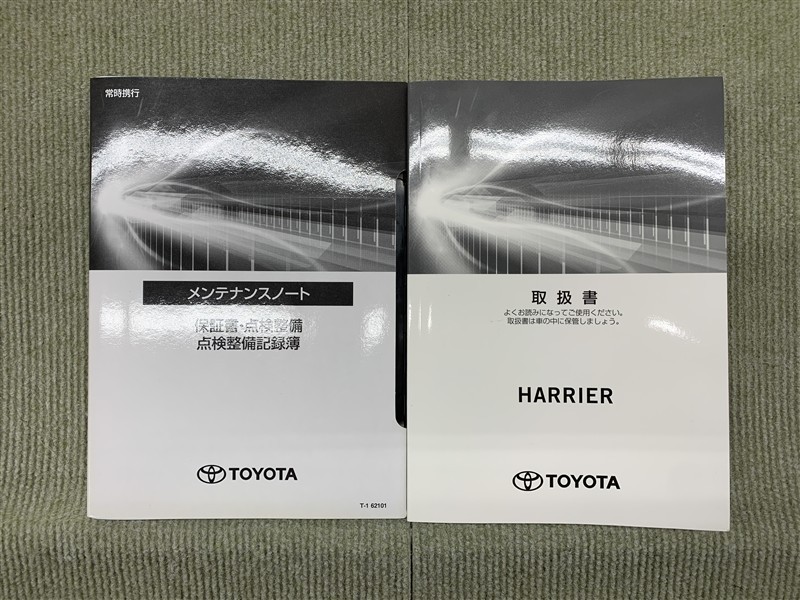 常時携行
メンテナンスノート
保証書・点検整備
点検整備記録簿
TOYOTA
T-1 62101
取扱書
よくお読みになってご使用ください。
取扱書は車の中に保管しましょう。
HARRIER
TOYOTA